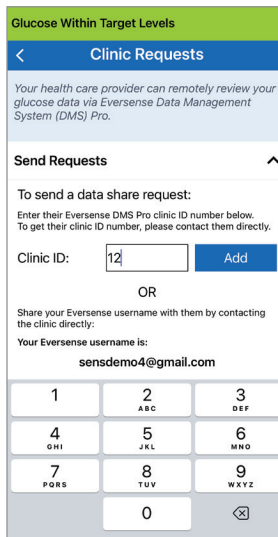 Glucose Within Target Levels
Clinic Requests
Your health care provider can remotely review your
glucose data via Eversense Data Management
System (DMS) Pro.
Send Requests
To send a data share request:
Enter their Eversense DMS Pro clinic ID
number below.
To get their clinic ID number, please contact them directly.
Clinic ID:
12
Add
OR
Share your Eversense username with them by contacting
the clinic directly:
Your Eversense username is:
sensdemo4@gmail.com
1
2
ABC
3
DEF
4
GHI
5
JKL
6
MNO
7
PQRS
8
TUV
9
WXYZ
0